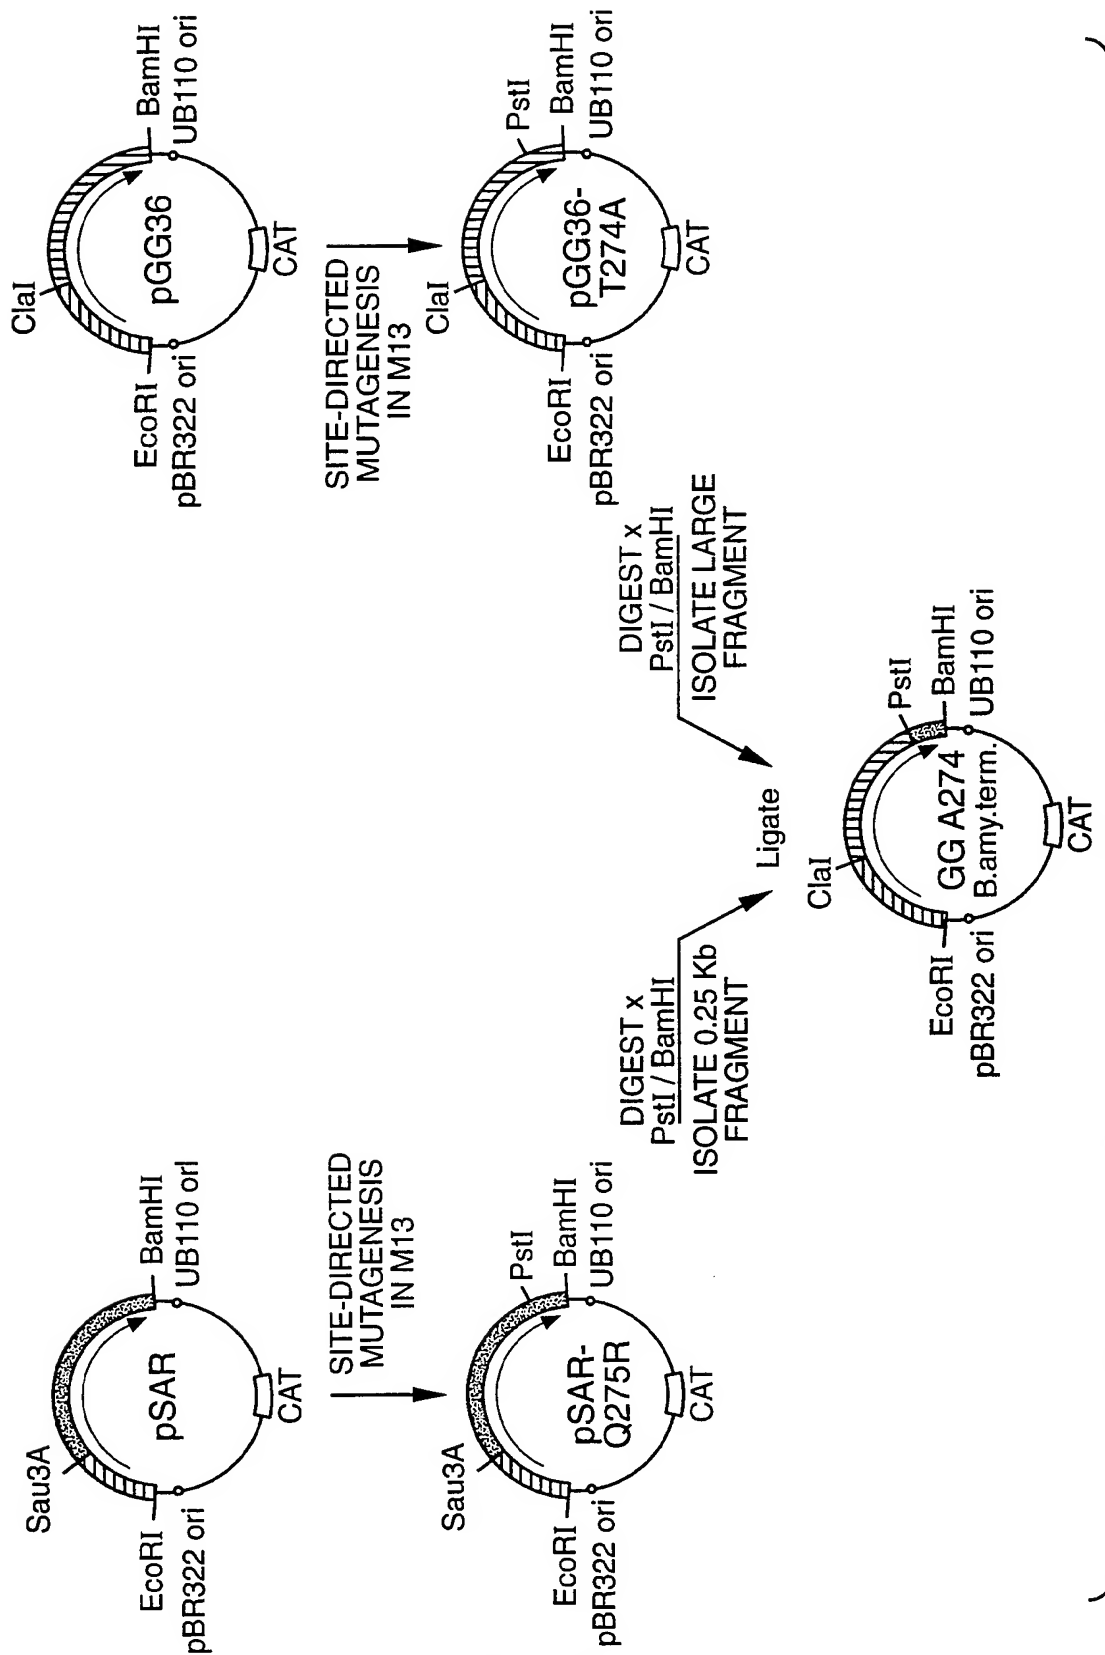 Sau3A
EcoRI
pBR322 ori
pSAR
BamHI
UB110 orI
CAT
SITE-DIRECTED
MUTAGENESIS
IN M13
Sau3A
PstI
EcoRI
pBR322 ori
pSAR-
Q275R
BamHI
UB110 ori
CAT
ClaI
EcoRI
pBR322 ori
pGG36
BamHI
UB110 ori
CAT
SITE-DIRECTED
MUTAGENESIS
IN M13
ClaI
PstI
EcoRI
pBR322 ori
pGG36-
T274A
BamHI
UB110 ori
CAT
DIGEST x
PstI / BamHI
ISOLATE 0.25 Kb
FRAGMENT
DIGEST x
PstI / BamHI
ISOLATE LARGE
FRAGMENT
Ligate
ClaI
PstI
EcoRI
pBR322 ori
GG A274
B.amy.term.
BamHI
UB110 ori
CAT